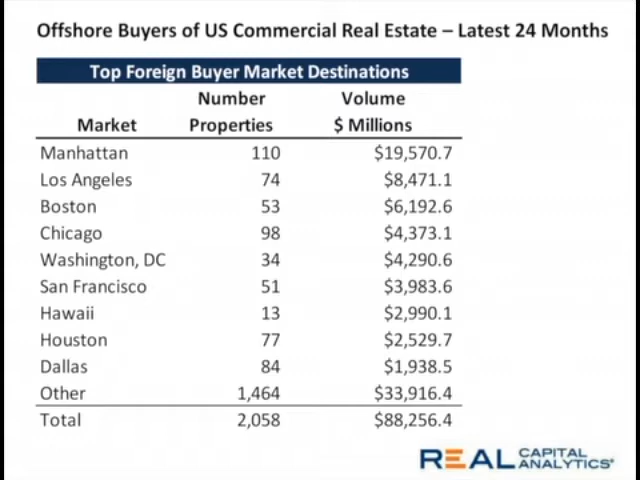 Offshore Buyers of US Commercial Real Estate – Latest 24 Months
Top Foreign Buyer Market Destinations
Number Volume
Market Properties $ Millions
Manhattan 110 $19,570.7
Los Angeles 74 $8,471.1
Boston 53 $6,192.6
Chicago 98 $4,373.1
Washington, DC 34 $4,290.6
San Francisco 51 $3,983.6
Hawaii 13 $2,990.1
Houston 77 $2,529.7
Dallas 84 $1,938.5
Other 1,464 $33,916.4
Total 2,058 $88,256.4
REAL CAPITAL
ANALYTICS